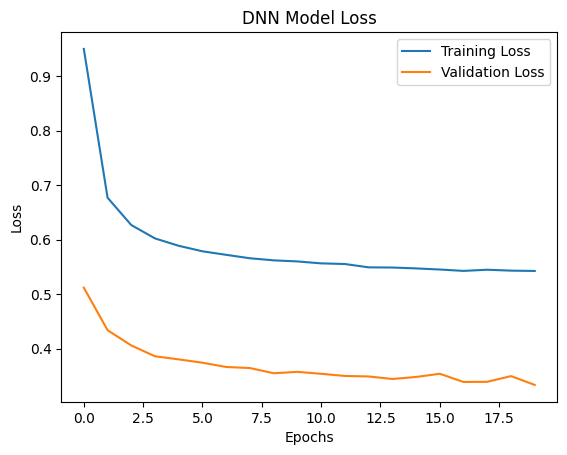 DNN Model Loss
Training Loss
Validation Loss
0.9
0.8
0.7
0.6
0.5
0.4
Loss
0.0 2.5 5.0 7.5 10.0 12.5 15.0 17.5
Epochs